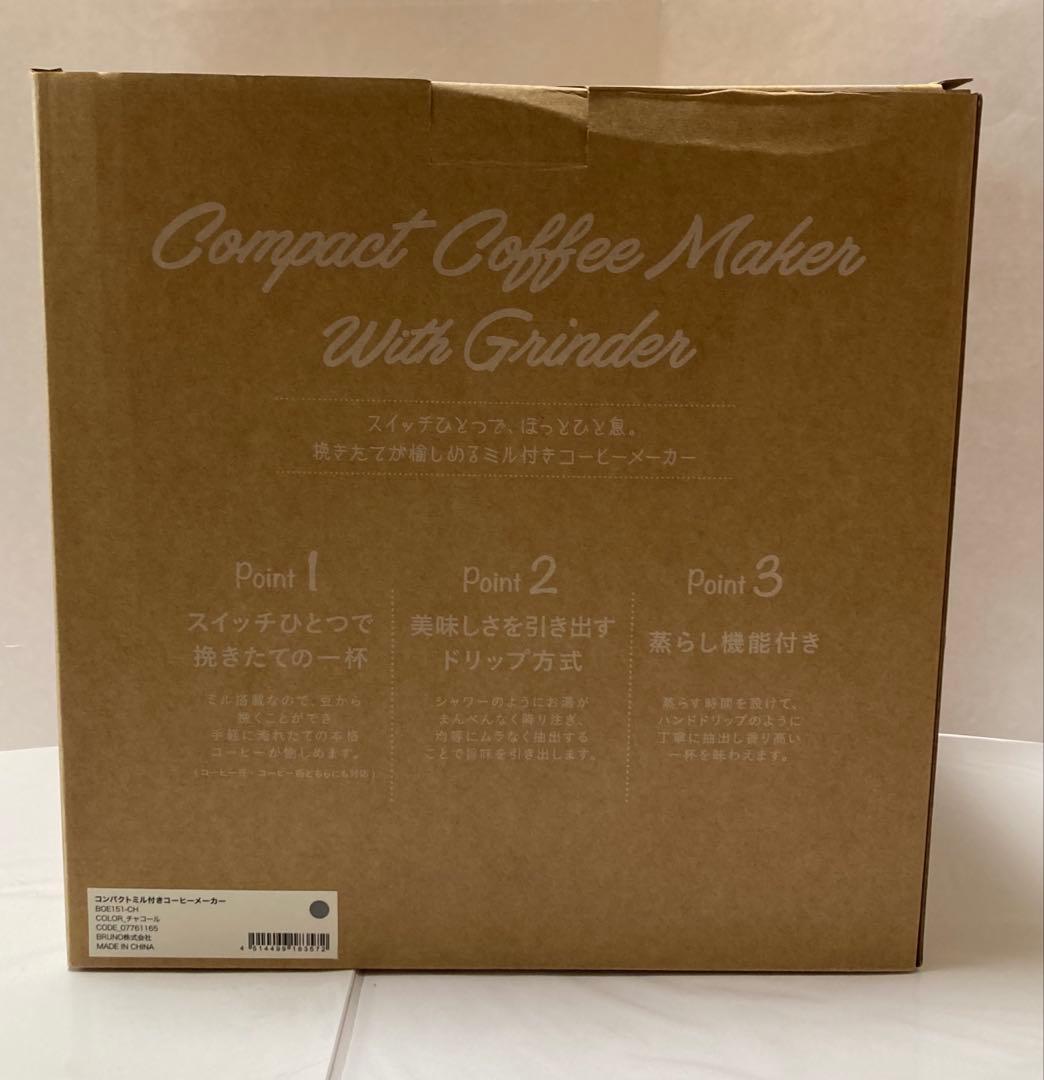 Compact Coffee Maker
With Grinder
スイッチひとつで、ほっとひと息。
挽きたてが愉しめるミル付きコーヒーメーカー
Point 1
スイッチひとつで
挽きたての一杯
ミル搭載なので、豆から
挽くことができ
手軽に淹れたての本格
コーヒーが愉しめます。
(コーヒー豆・コーヒー粉どちらにも対応)
Point 2
美味しさを引き出す
ドリップ方式
シャワーのようにお湯が
まんべんなく降り注ぎ、
均等にムラなく抽出する
ことで旨味を引き出します。
Point 3
蒸らし機能付き
蒸らす時間を設けて、
ハンドドリップのように
丁寧に抽出し香り高い
一杯を味わえます。
コンパクトミル付きコーヒーメーカー
BOE151-CH
COLOR_チャコール
CODE_07761165
BRUNO株式会社
MADE IN CHINA
4 514499 183572